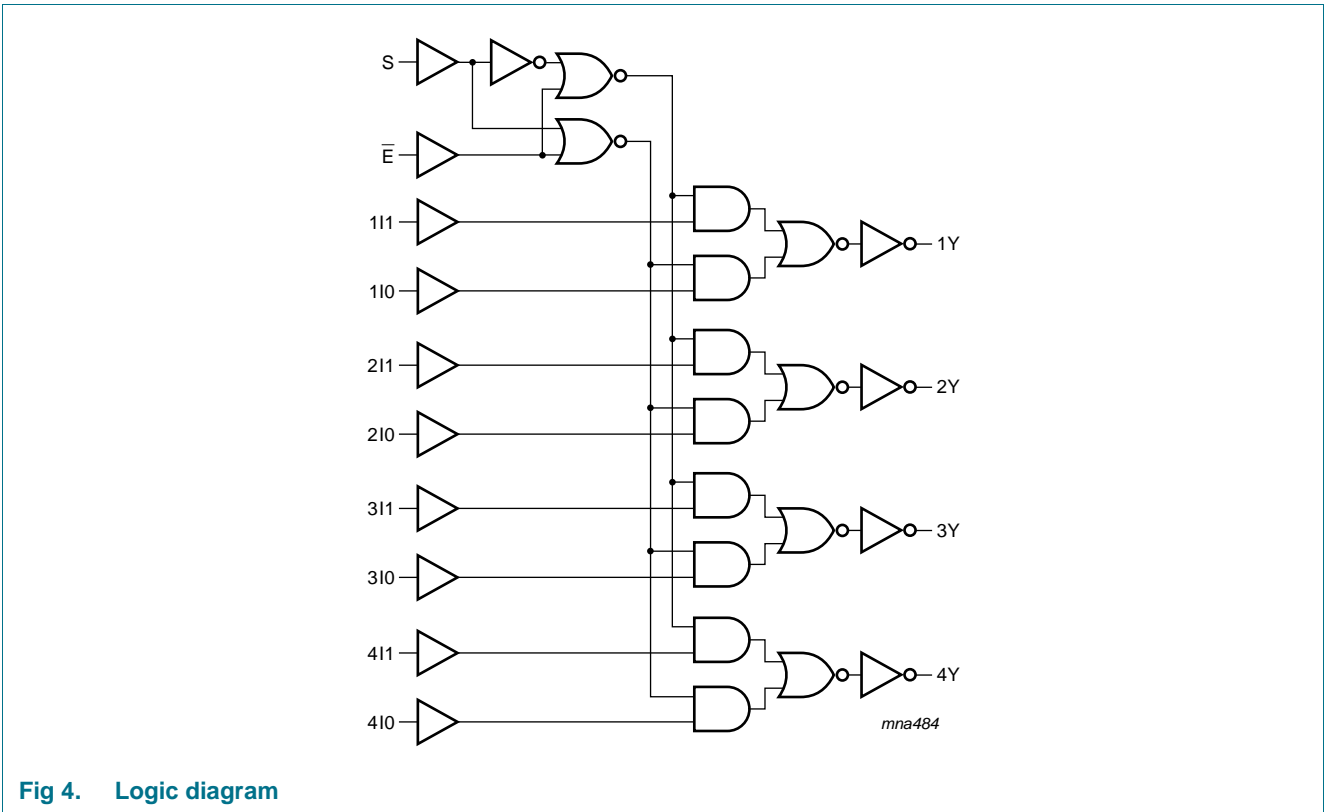 S
E̅
1I1
1Y
1I0
2I1
2Y
2I0
3I1
3Y
3I0
4I1
4Y
4I0
mna484
Fig 4. Logic diagram